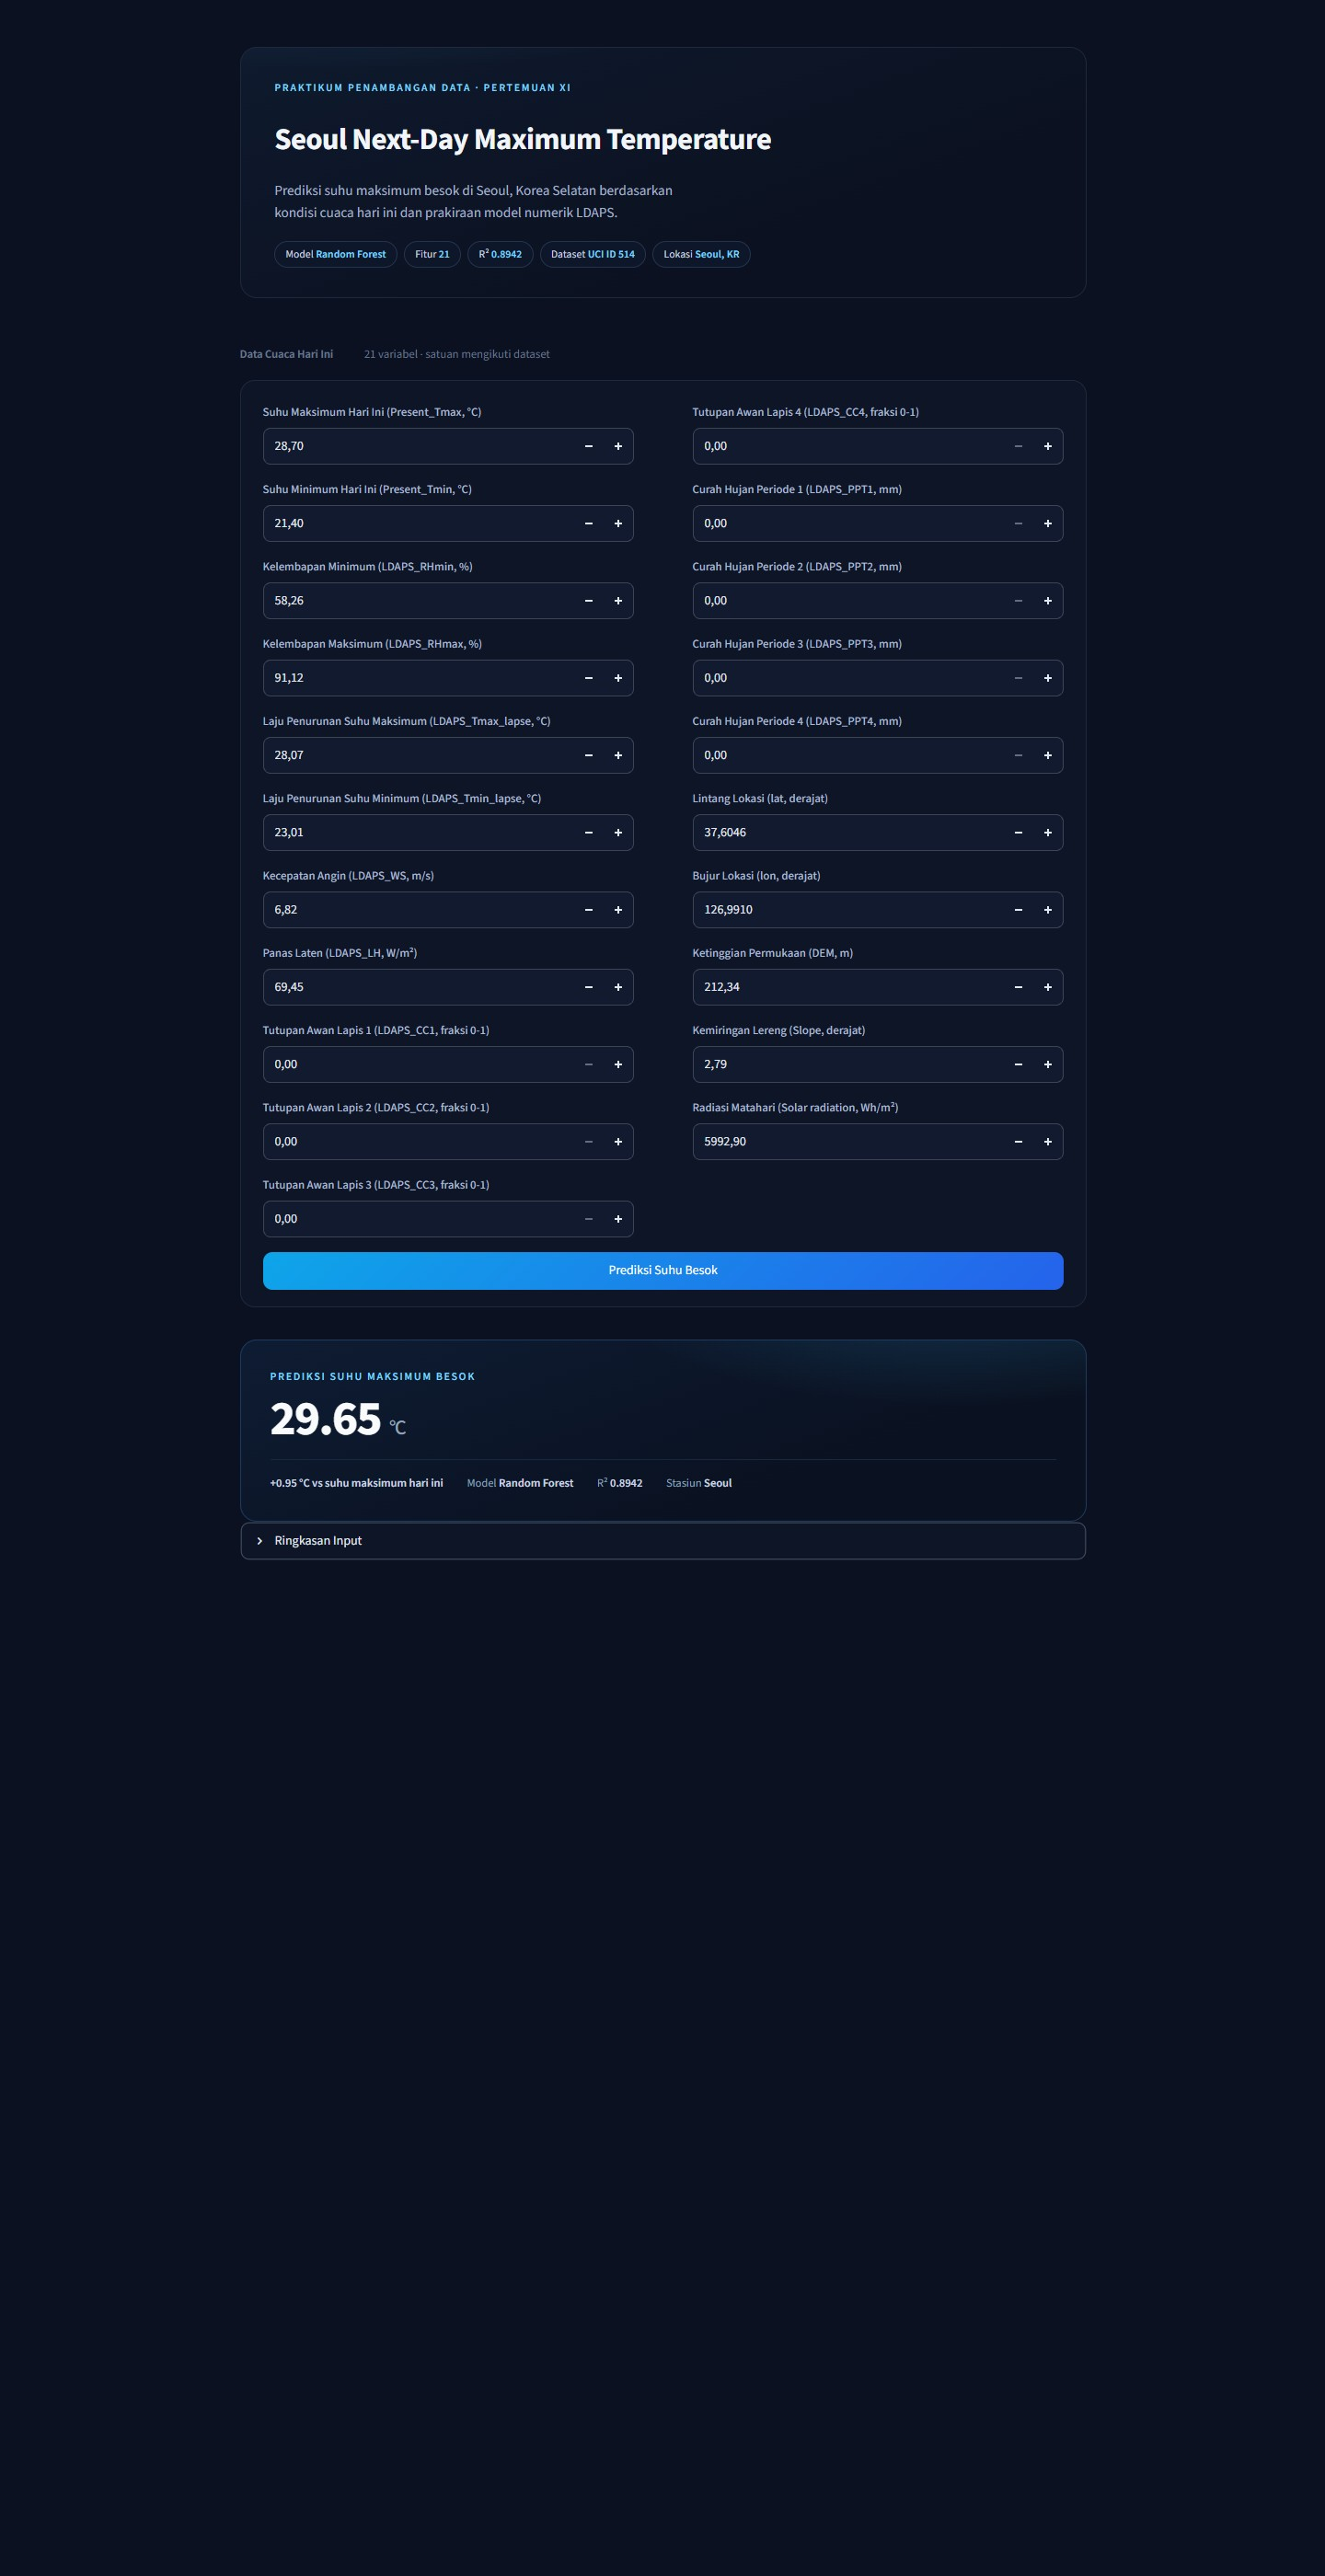 PRAKTIKUM PENAMBANGAN DATA · PERTEMUAN XI
Seoul Next-Day Maximum Temperature
Prediksi suhu maksimum besok di Seoul, Korea Selatan berdasarkan
kondisi cuaca hari ini dan prakiraan model numerik LDAPS.
Model Random Forest
Fitur 21
R² 0.8942
Dataset UCI ID 514
Lokasi Seoul, KR
Data Cuaca Hari Ini
21 variabel · satuan mengikuti dataset
Suhu Maksimum Hari Ini (Present_Tmax, °C)
28,70
Suhu Minimum Hari Ini (Present_Tmin, °C)
21,40
Kelembapan Minimum (LDAPS_RHmin, %)
58,26
Kelembapan Maksimum (LDAPS_RHmax, %)
91,12
Laju Penurunan Suhu Maksimum (LDAPS_Tmax_lapse, °C)
28,07
Laju Penurunan Suhu Minimum (LDAPS_Tmin_lapse, °C)
23,01
Kecepatan Angin (LDAPS_WS, m/s)
6,82
Panas Laten (LDAPS_LH, W/m²)
69,45
Tutupan Awan Lapis 1 (LDAPS_CC1, fraksi 0-1)
0,00
Tutupan Awan Lapis 2 (LDAPS_CC2, fraksi 0-1)
0,00
Tutupan Awan Lapis 3 (LDAPS_CC3, fraksi 0-1)
0,00
Tutupan Awan Lapis 4 (LDAPS_CC4, fraksi 0-1)
0,00
Curah Hujan Periode 1 (LDAPS_PPT1, mm)
0,00
Curah Hujan Periode 2 (LDAPS_PPT2, mm)
0,00
Curah Hujan Periode 3 (LDAPS_PPT3, mm)
0,00
Curah Hujan Periode 4 (LDAPS_PPT4, mm)
0,00
Lintang Lokasi (lat, derajat)
37,6046
Bujur Lokasi (lon, derajat)
126,9910
Ketinggian Permukaan (DEM, m)
212,34
Kemiringan Lereng (Slope, derajat)
2,79
Radiasi Matahari (Solar radiation, Wh/m²)
5992,90
Prediksi Suhu Besok
PREDIKSI SUHU MAKSIMUM BESOK
29.65 °C
+0.95 °C vs suhu maksimum hari ini
Model Random Forest
R² 0.8942
Stasiun Seoul
Ringkasan Input